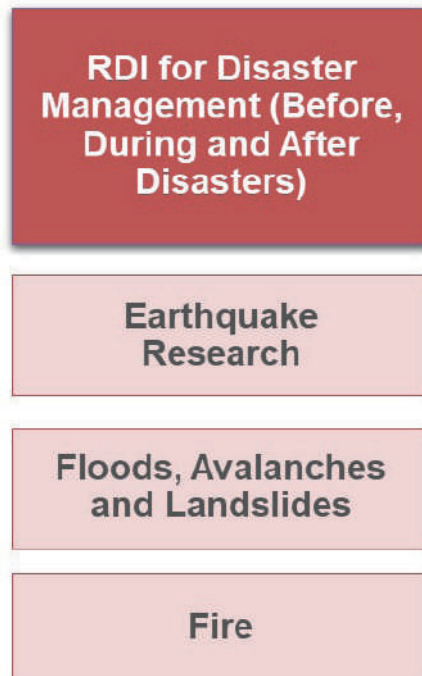 RDI for Disaster
Management (Before,
During and After
Disasters)
Earthquake
Research
Floods, Avalanches
and Landslides
Fire